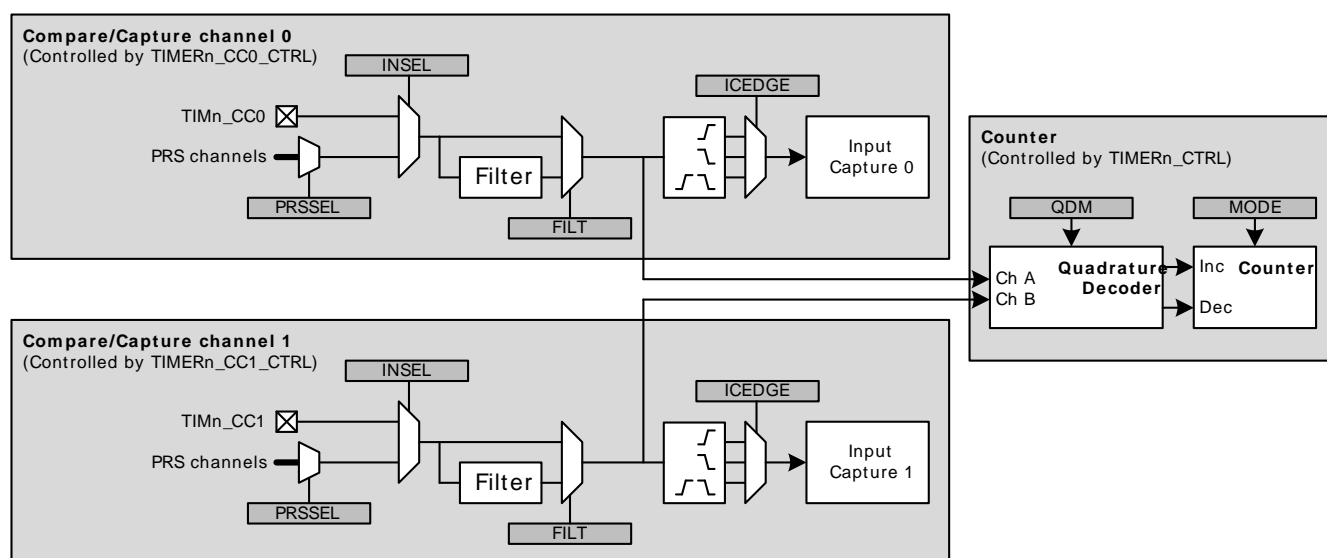 Compare/Capture channel 0
(Controlled by TIMERn_CC0_CTRL)
INSEL
ICEDGE
TIMn_CC0
PRS channels
Filter
Input
Capture 0
PRSSEL
FILT
Counter
(Controlled by TIMERn_CTRL)
QDM
MODE
Ch A
Ch B
Quadrature
Decoder
Inc
Dec
Counter
Compare/Capture channel 1
(Controlled by TIMERn_CC1_CTRL)
INSEL
ICEDGE
TIMn_CC1
PRS channels
Filter
Input
Capture 1
PRSSEL
FILT